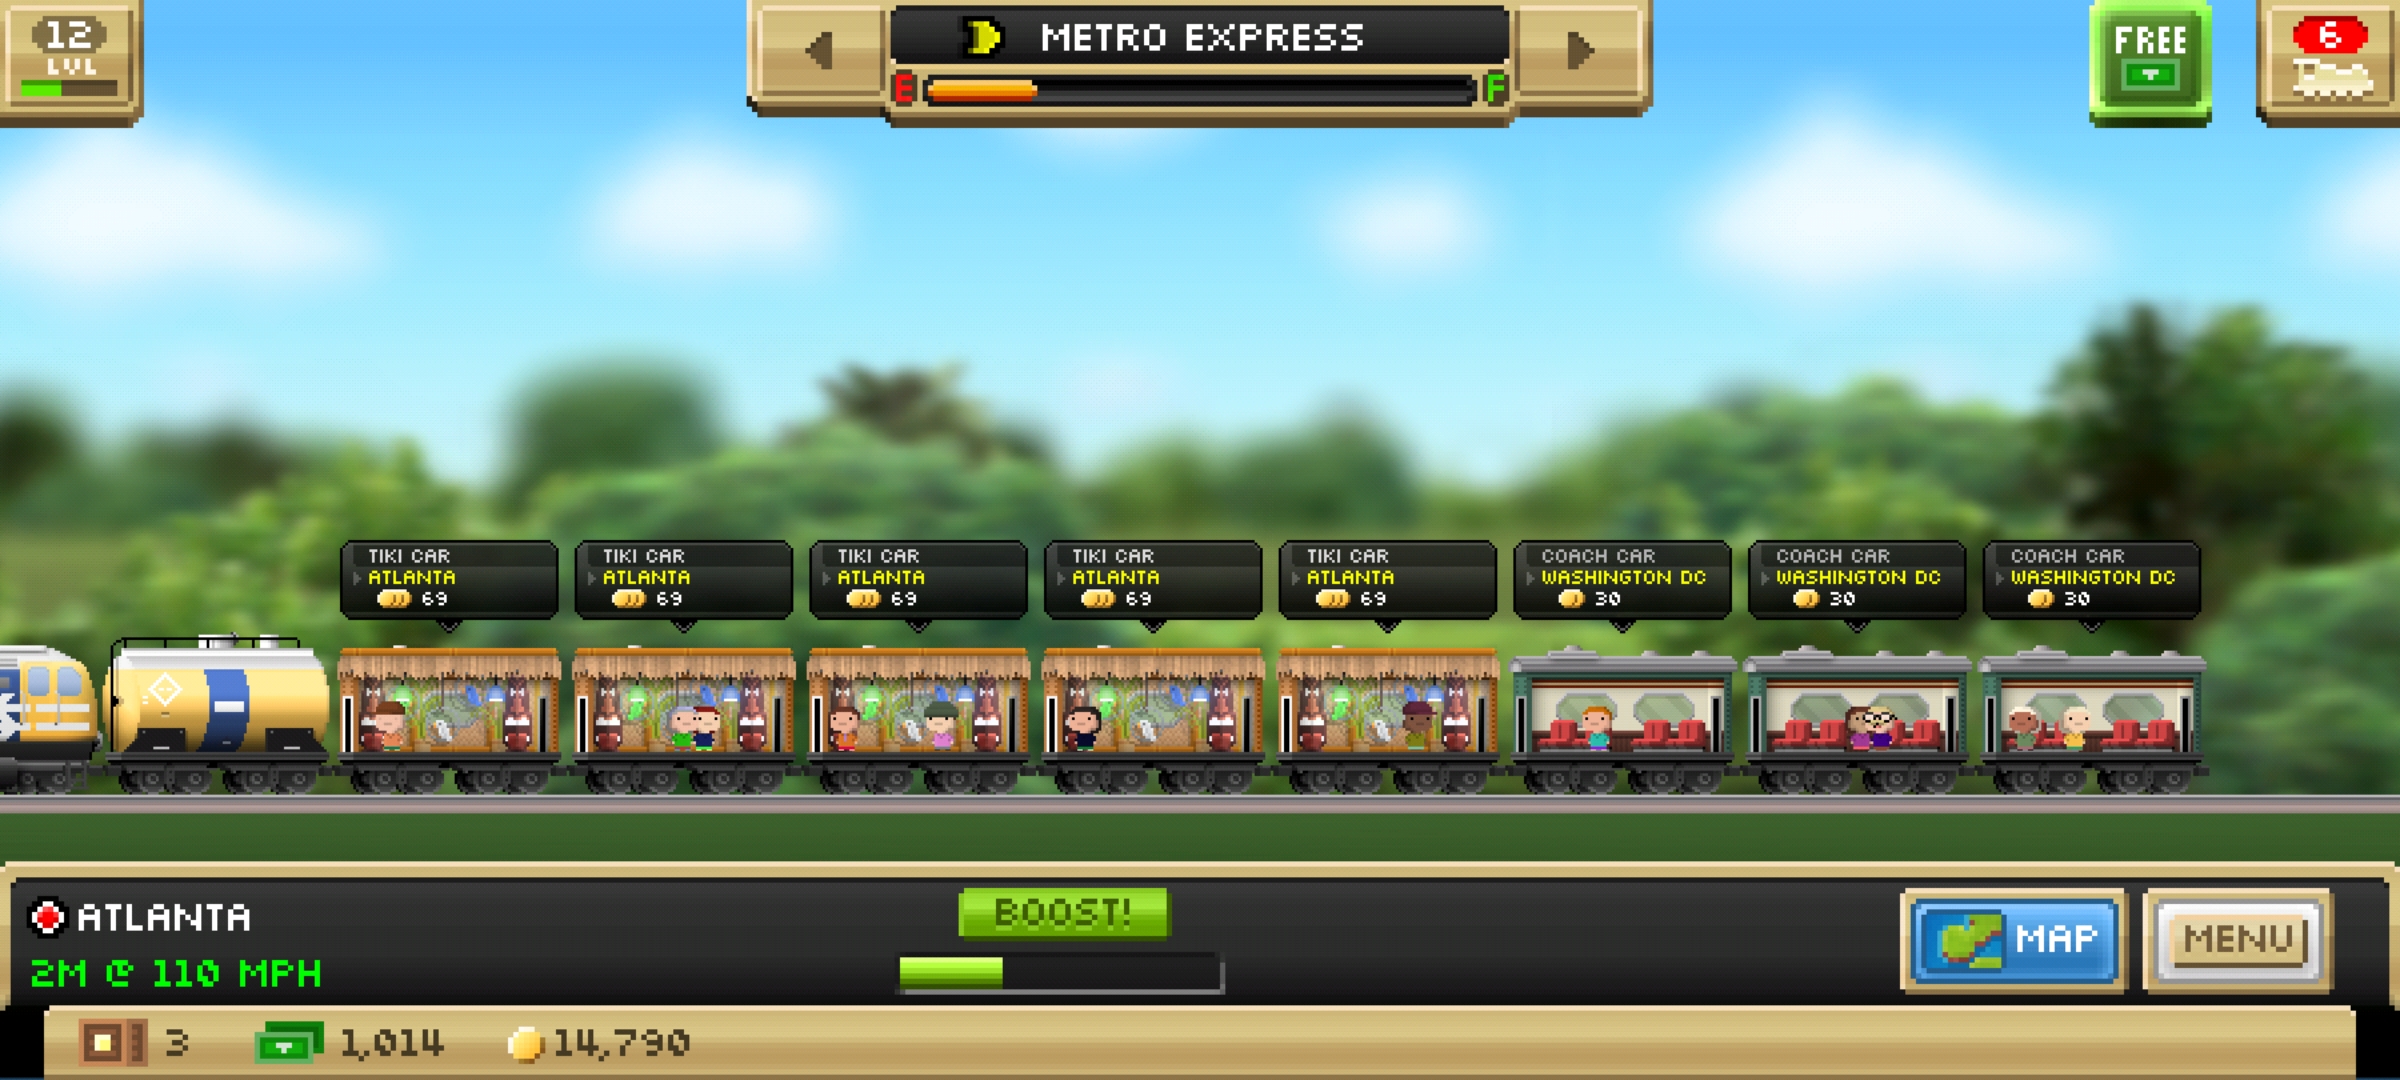 12
LVL
METRO EXPRESS
E F
FREE
6
TIKI CAR
ATLANTA
69
TIKI CAR
ATLANTA
69
TIKI CAR
ATLANTA
69
TIKI CAR
ATLANTA
69
TIKI CAR
ATLANTA
69
COACH CAR
WASHINGTON DC
30
COACH CAR
WASHINGTON DC
30
COACH CAR
WASHINGTON DC
30
ATLANTA
2M @ 110 MPH
BOOST!
MAP
MENU
3
1,014
14,790